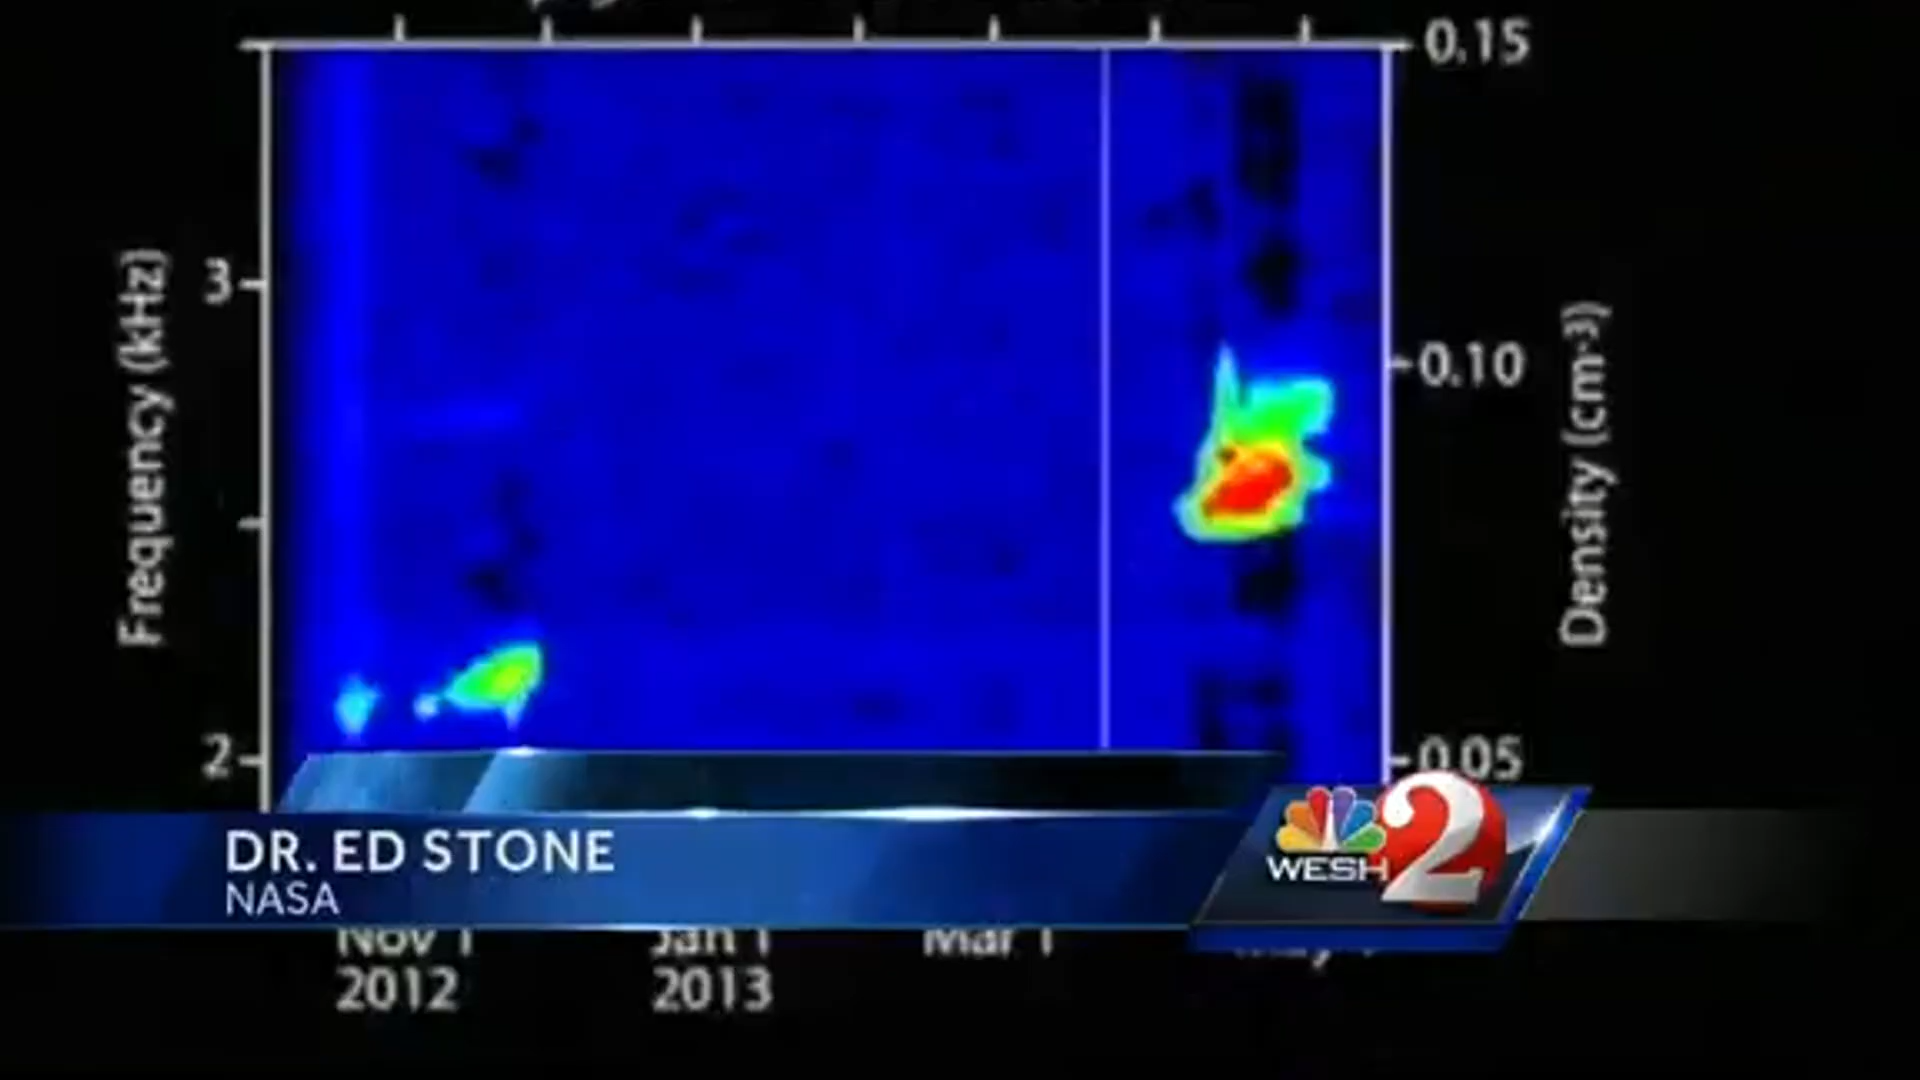 0.15
Frequency (kHz)
3
0.10
Density (cm-3)
2
0.05
DR. ED STONE
NASA
WESH 2
Nov 1
2012
Jan 1
2013
Mar 1